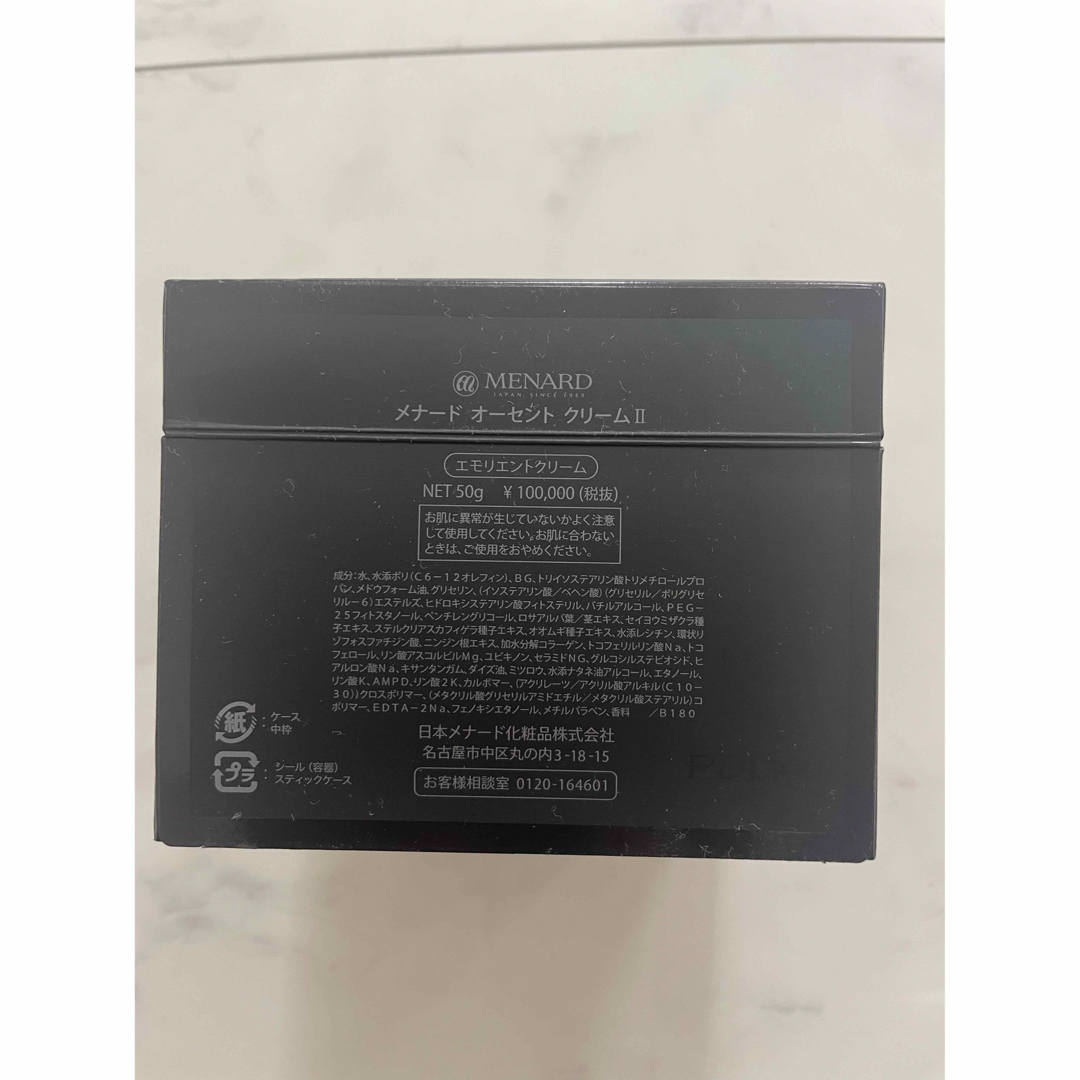 MENARD
JAPAN SINCE 1959
メナード オーセント クリームⅡ
エモリエントクリーム
NET 50g ¥100,000(税抜)
お肌に異常が生じていないかよく注意
して使用してください。お肌に合わない
ときは、ご使用をおやめください。
成分:水、水添ポリ(C6-12オレフィン)、BG、トリイソステアリン酸トリメチロールプロ
パン、メドウフォーム油、グリセリン、(イソステアリン酸/ベヘン酸)(グリセリル/ポリグリセ
リル-6)エステルズ、ヒドロキシステアリン酸フィトステリル、バチルアルコール、PEG-
25フィトスタノール、ペンチレングリコール、ロサアルバ葉/茎エキス、セイヨウミザクラ種
子エキス、ステルクリアスカフィゲラ種子エキス、オオムギ種子エキス、水添レシチン、環状リ
ゾフォスファチジン酸、ニンジン根エキス、加水分解コラーゲン、トコフェリルリン酸Na、トコ
フェロール、リン酸アスコルビルMg、ユビキノン、セラミドNG、グルコシルステビオシド、ヒ
アルロン酸Na、キサンタンガム、ダイズ油、ミツロウ、水添ナタネ油アルコール、エタノール、
リン酸K、AMPD、リン酸2K、カルボマー、(アクリレーツ/アクリル酸アルキル(C10-
30))クロスポリマー、(メタクリル酸グリセリルアミドエチル/メタクリル酸ステアリル)コ
ポリマー、EDTA-2Na、フェノキシエタノール、メチルパラベン、香料 /B180
紙
:ケース
中枠
プラ
:シール(容器)
スティックケース
日本メナード化粧品株式会社
名古屋市中区丸の内3-18-15
お客様相談室 0120-164601